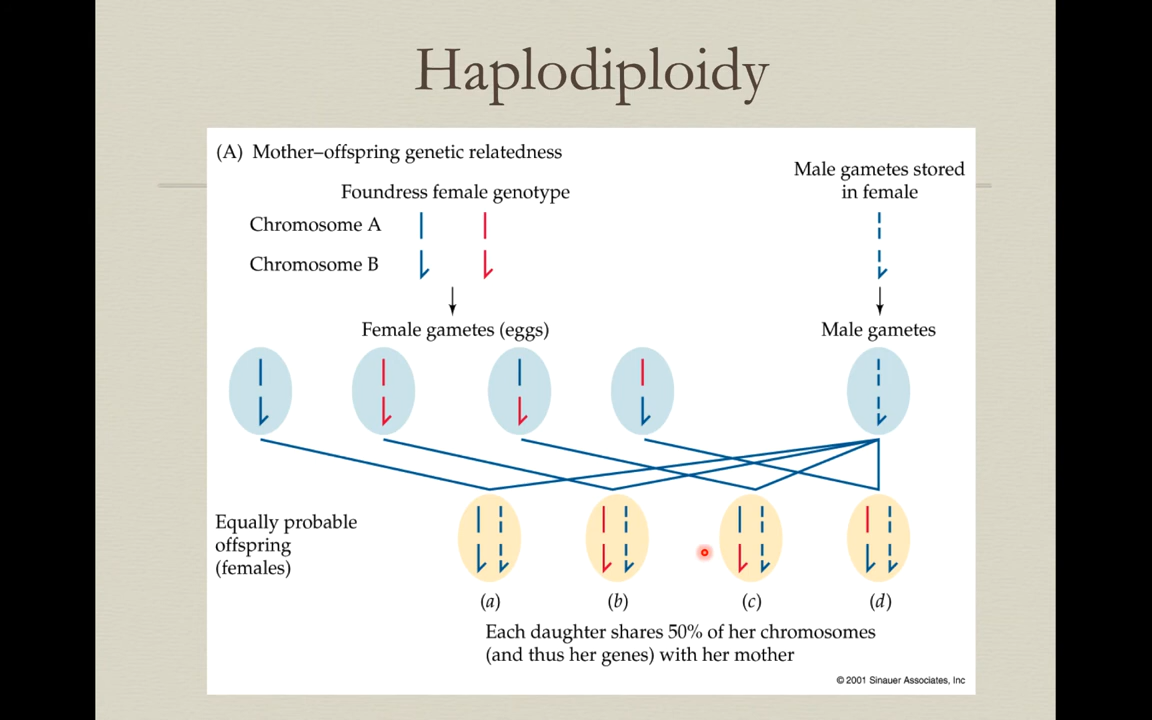 Haplodiploidy
(A) Mother–offspring genetic relatedness
Male gametes stored
in female
Foundress female genotype
Chromosome A
Chromosome B
Female gametes (eggs)
Male gametes
Equally probable
offspring
(females)
(a)
(b)
(c)
(d)
Each daughter shares 50% of her chromosomes
(and thus her genes) with her mother
© 2001 Sinauer Associates, Inc